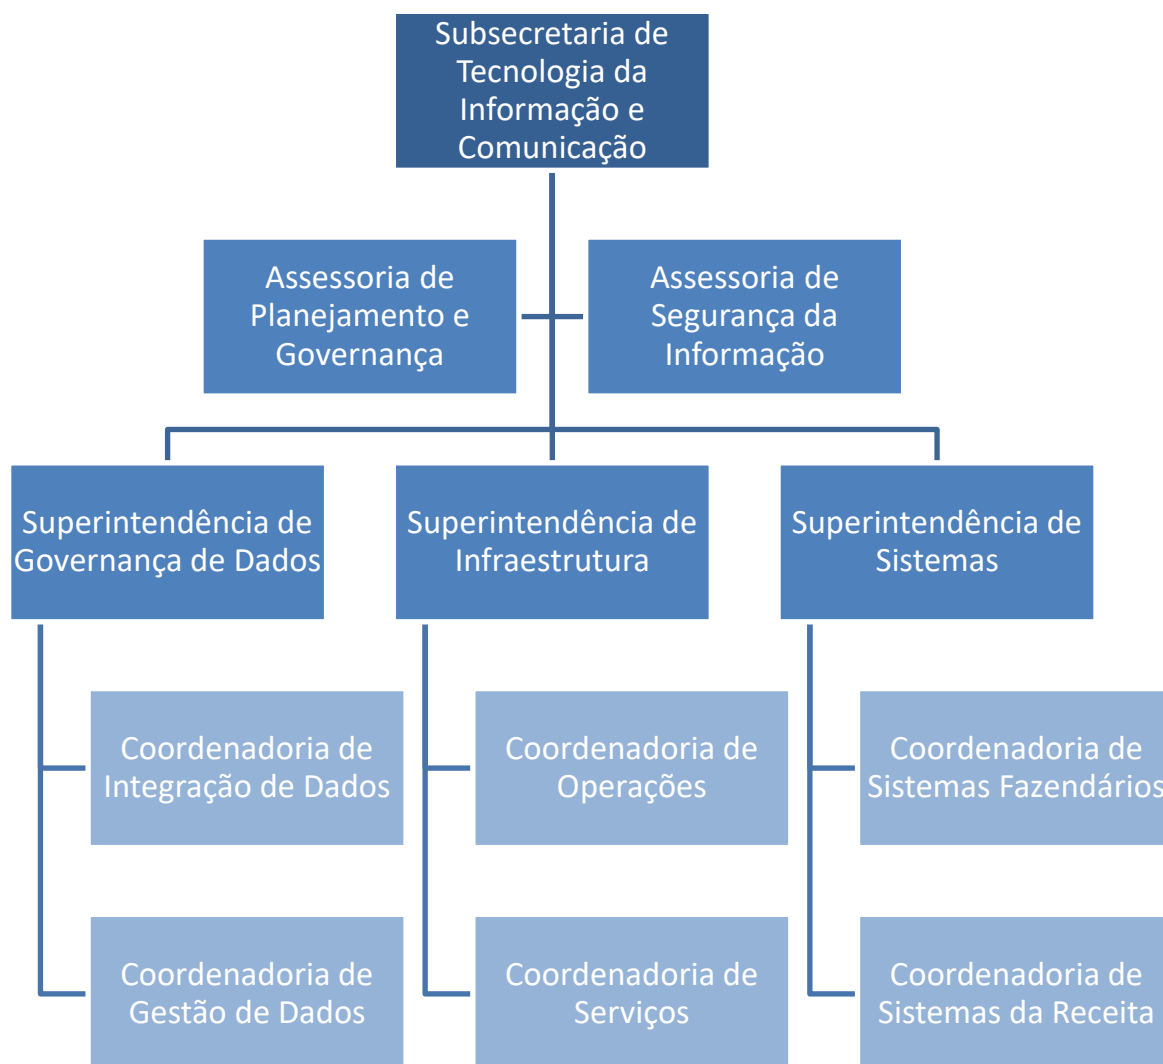 Subsecretaria de
Tecnologia da
Informação e
Comunicação
Assessoria de
Planejamento e
Governança
Assessoria de
Segurança da
Informação
Superintendência de
Governança de Dados
Superintendência de
Infraestrutura
Superintendência de
Sistemas
Coordenadoria de
Integração de Dados
Coordenadoria de
Operações
Coordenadoria de
Sistemas Fazendários
Coordenadoria de
Gestão de Dados
Coordenadoria de
Serviços
Coordenadoria de
Sistemas da Receita